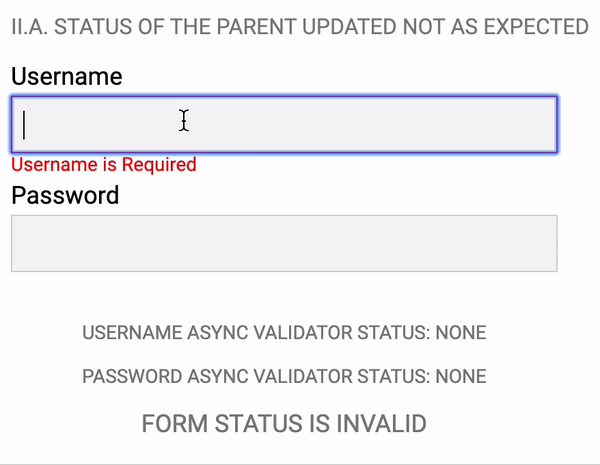 II.A. STATUS OF THE PARENT UPDATED NOT AS EXPECTED
Username
Username is Required
Password
USERNAME ASYNC VALIDATOR STATUS: NONE
PASSWORD ASYNC VALIDATOR STATUS: NONE
FORM STATUS IS INVALID